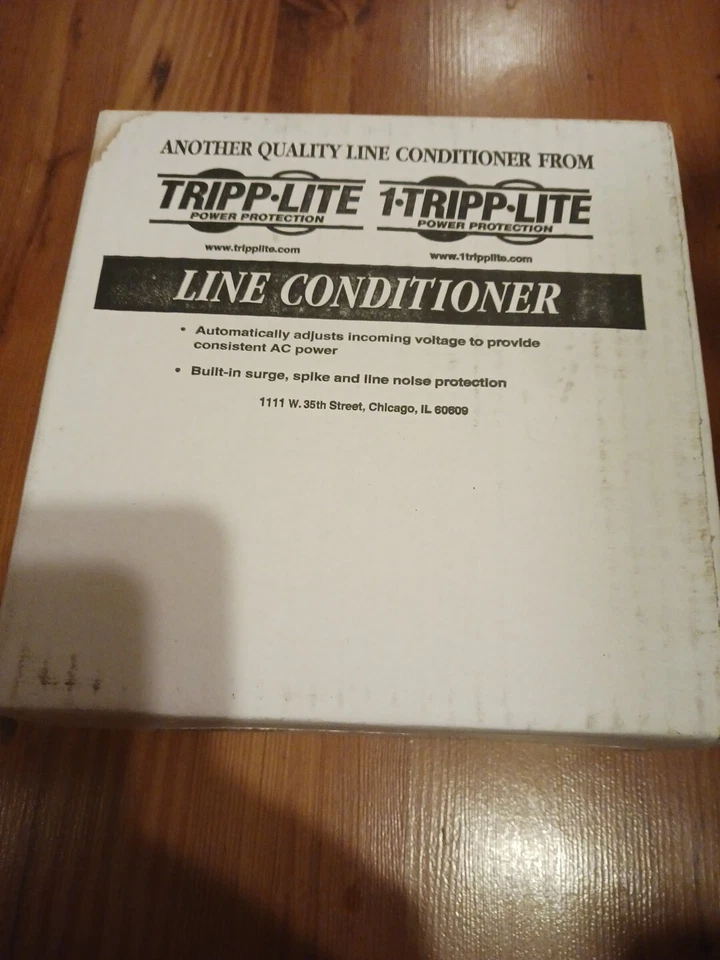 ANOTHER QUALITY LINE CONDITIONER FROM
TRIPP·LITE 1·TRIPP·LITE
POWER PROTECTION POWER PROTECTION
www.tripplite.com www.1tripplite.com
LINE CONDITIONER
• Automatically adjusts incoming voltage to provide
consistent AC power
• Built-in surge, spike and line noise protection
1111 W. 35th Street, Chicago, IL 60609